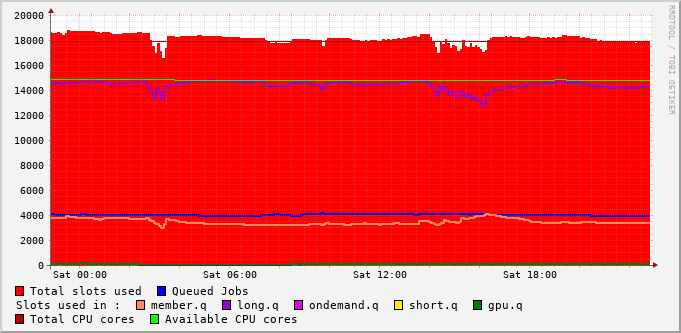 20000
18000
16000
14000
12000
10000
8000
6000
4000
2000
0
Sat 00:00 Sat 06:00 Sat 12:00 Sat 18:00
Total slots used Queued Jobs
Slots used in : member.q long.q ondemand.q short.q gpu.q
Total CPU cores Available CPU cores
RRDTOOL / TOBI OETIKER